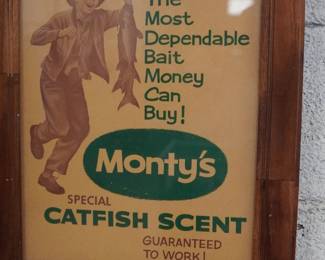 The
Most
Dependable
Bait
Money
Can
Buy!
Monty's
SPECIAL
CATFISH SCENT
GUARANTEED
TO WORK!